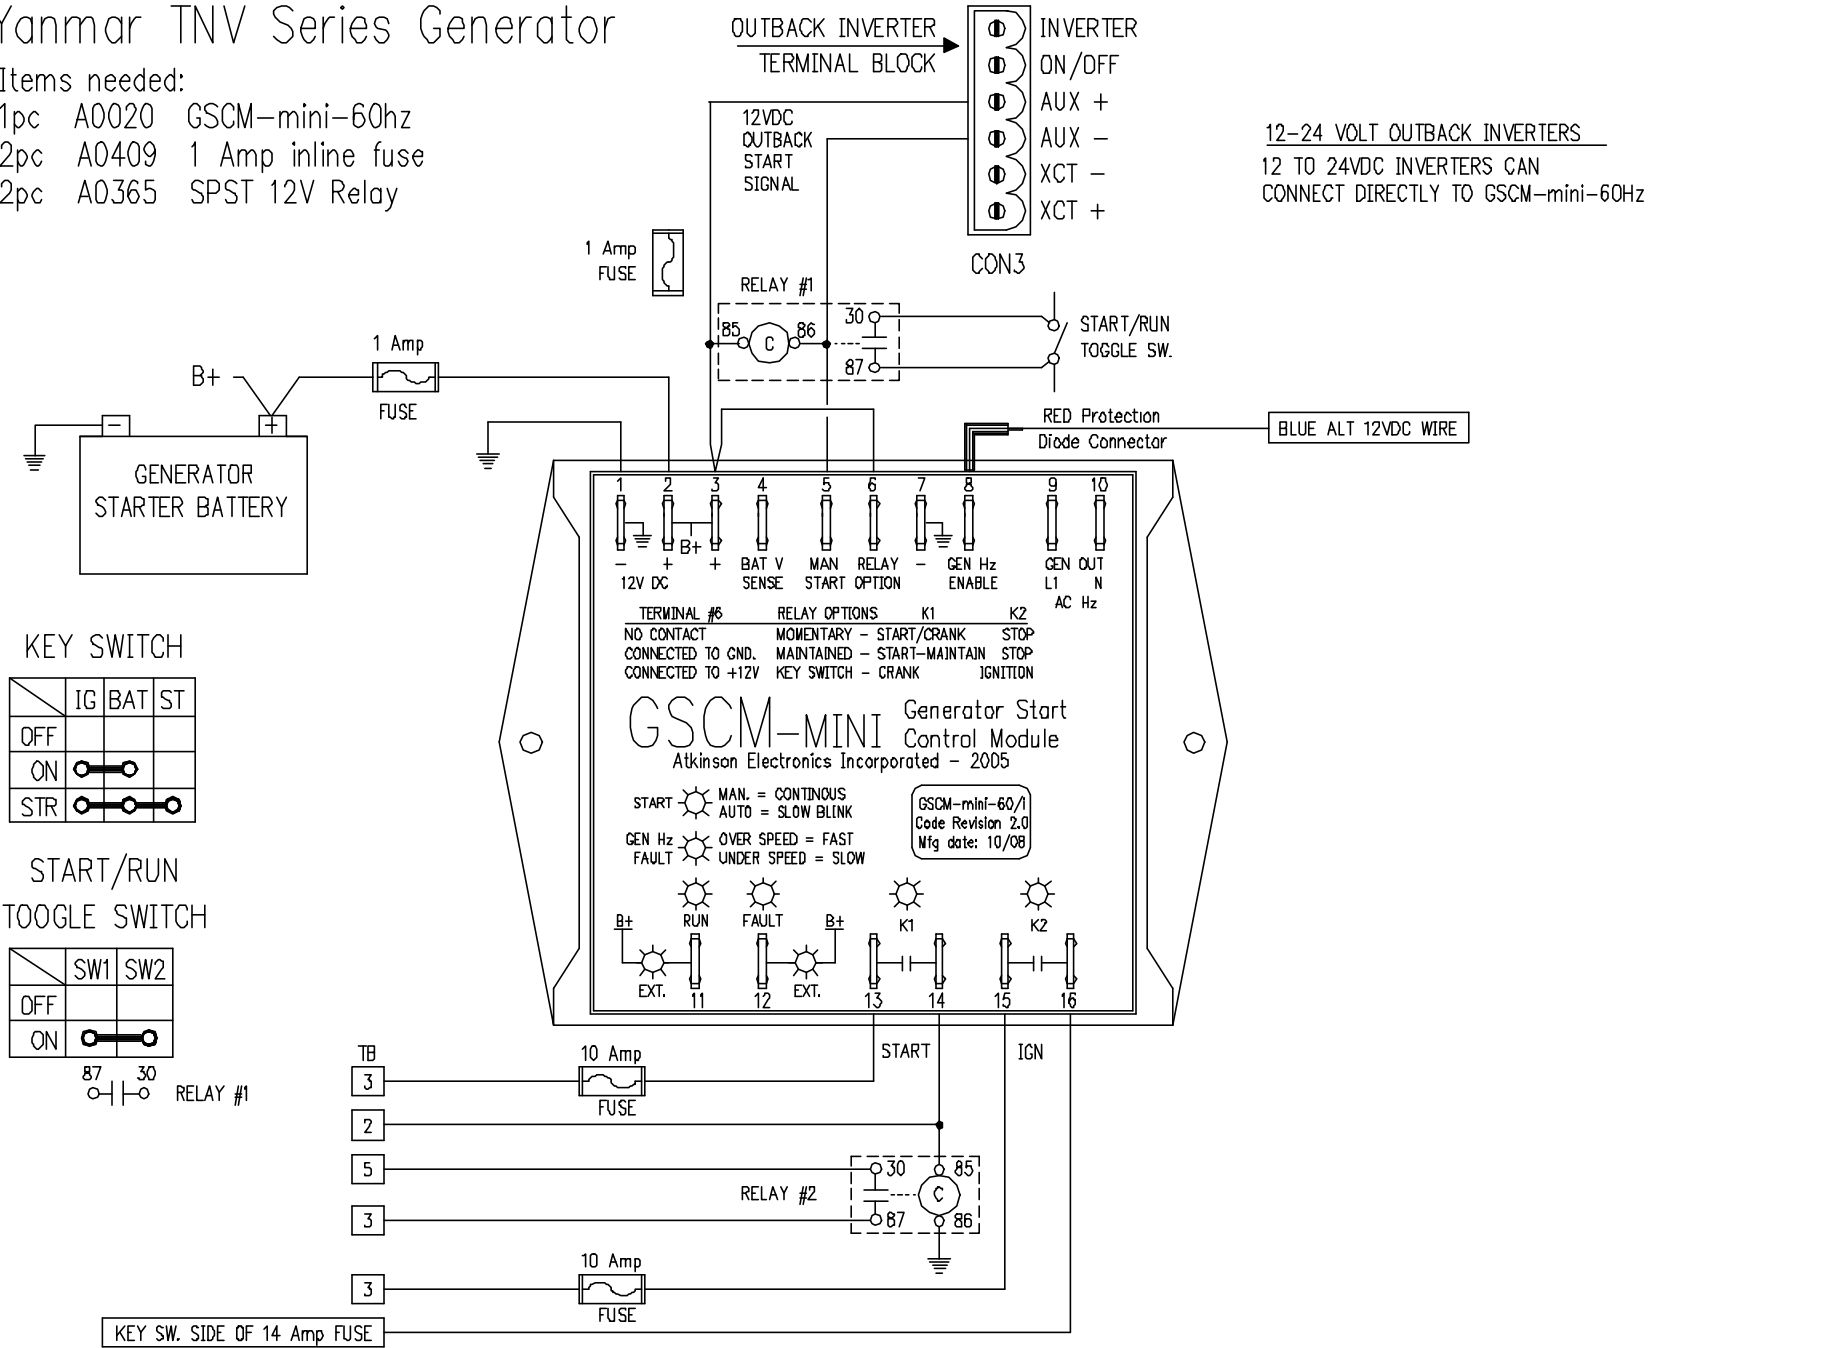 Yanmar TNV Series Generator
Items needed:
1pc A0020 GSCM-mini-60hz
2pc A0409 1 Amp inline fuse
2pc A0365 SPST 12V Relay
OUTBACK INVERTER
TERMINAL BLOCK
INVERTER
ON/OFF
AUX +
AUX -
XCT -
XCT +
CON3
12VDC
OUTBACK
START
SIGNAL
12-24 VOLT OUTBACK INVERTERS
12 TO 24VDC INVERTERS CAN
CONNECT DIRECTLY TO GSCM-mini-60Hz
1 Amp
FUSE
RELAY #1
85 C 86 30
87
START/RUN
TOGGLE SW.
1 Amp
FUSE
B+
- +
GENERATOR
STARTER BATTERY
RED Protection
Diode Connector
BLUE ALT 12VDC WIRE
1 2 3 4 5 6 7 8 9 10
B+
- + + BAT V MAN RELAY - GEN Hz GEN OUT
12V DC SENSE START OPTION ENABLE L1 N
AC Hz
TERMINAL #6 RELAY OPTIONS K1 K2
NO CONTACT MOMENTARY - START/CRANK STOP
CONNECTED TO GND. MAINTAINED - START-MAINTAIN STOP
CONNECTED TO +12V KEY SWITCH - CRANK IGNITION
GSCM-MINI Generator Start
Control Module
Atkinson Electronics Incorporated - 2005
START MAN. = CONTINOUS
AUTO = SLOW BLINK
GEN Hz OVER SPEED = FAST
FAULT UNDER SPEED = SLOW
GSCM-mini-60/i
Code Revision 2.0
Mfg date: 10/08
B+ RUN FAULT B+ K1 K2
EXT. 11 12 EXT. 13 14 15 16
KEY SWITCH
IG BAT ST
OFF
ON
STR
START/RUN
TOOGLE SWITCH
SW1 SW2
OFF
ON
87 30
RELAY #1
START IGN
TB
3
10 Amp
FUSE
2
5
3
RELAY #2
30 85
C
87 86
3
10 Amp
FUSE
KEY SW. SIDE OF 14 Amp FUSE